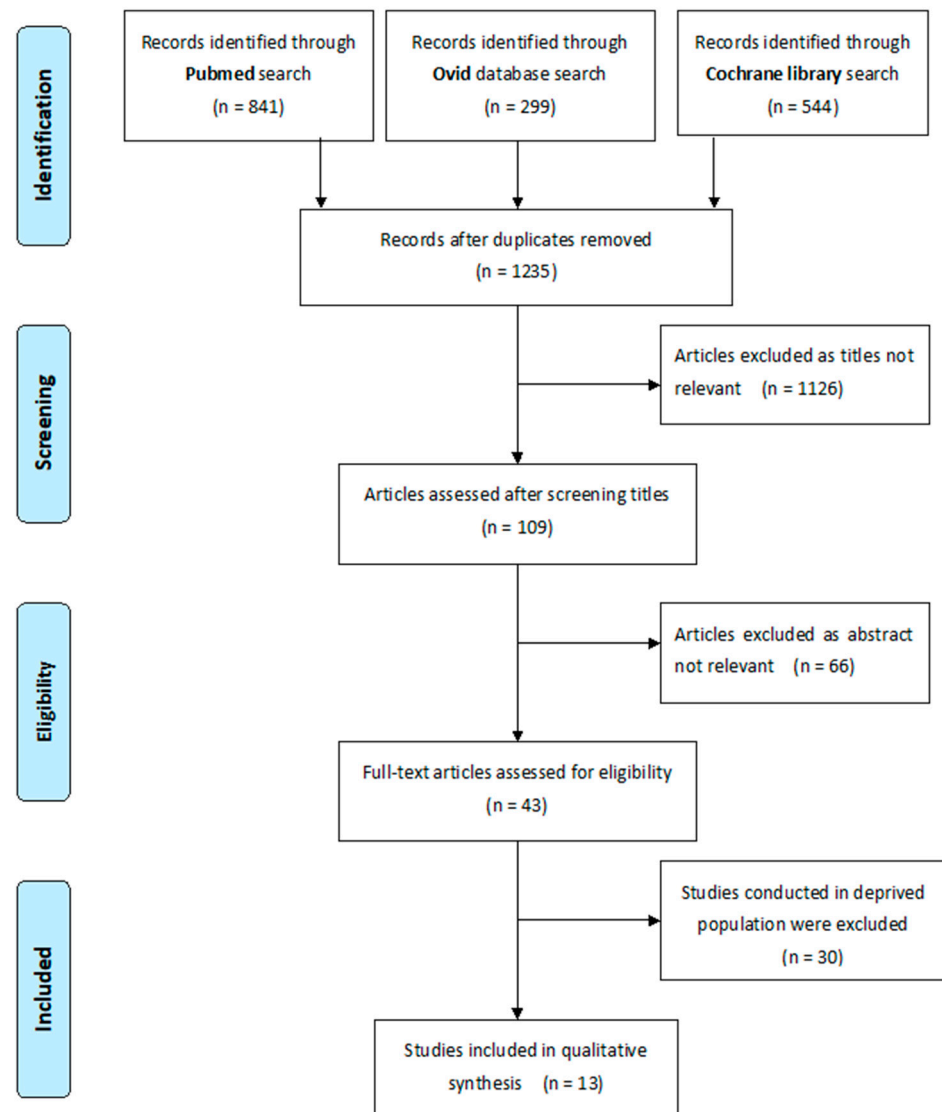 Identification
Records identified through
Pubmed search
(n = 841)
Records identified through
Ovid database search
(n = 299)
Records identified through
Cochrane library search
(n = 544)
Records after duplicates removed
(n = 1235)
Screening
Articles excluded as titles not
relevant (n = 1126)
Articles assessed after screening titles
(n = 109)
Eligibility
Articles excluded as abstract
not relevant (n = 66)
Full-text articles assessed for eligibility
(n = 43)
Included
Studies conducted in deprived
population were excluded
(n = 30)
Studies included in qualitative
synthesis (n = 13)